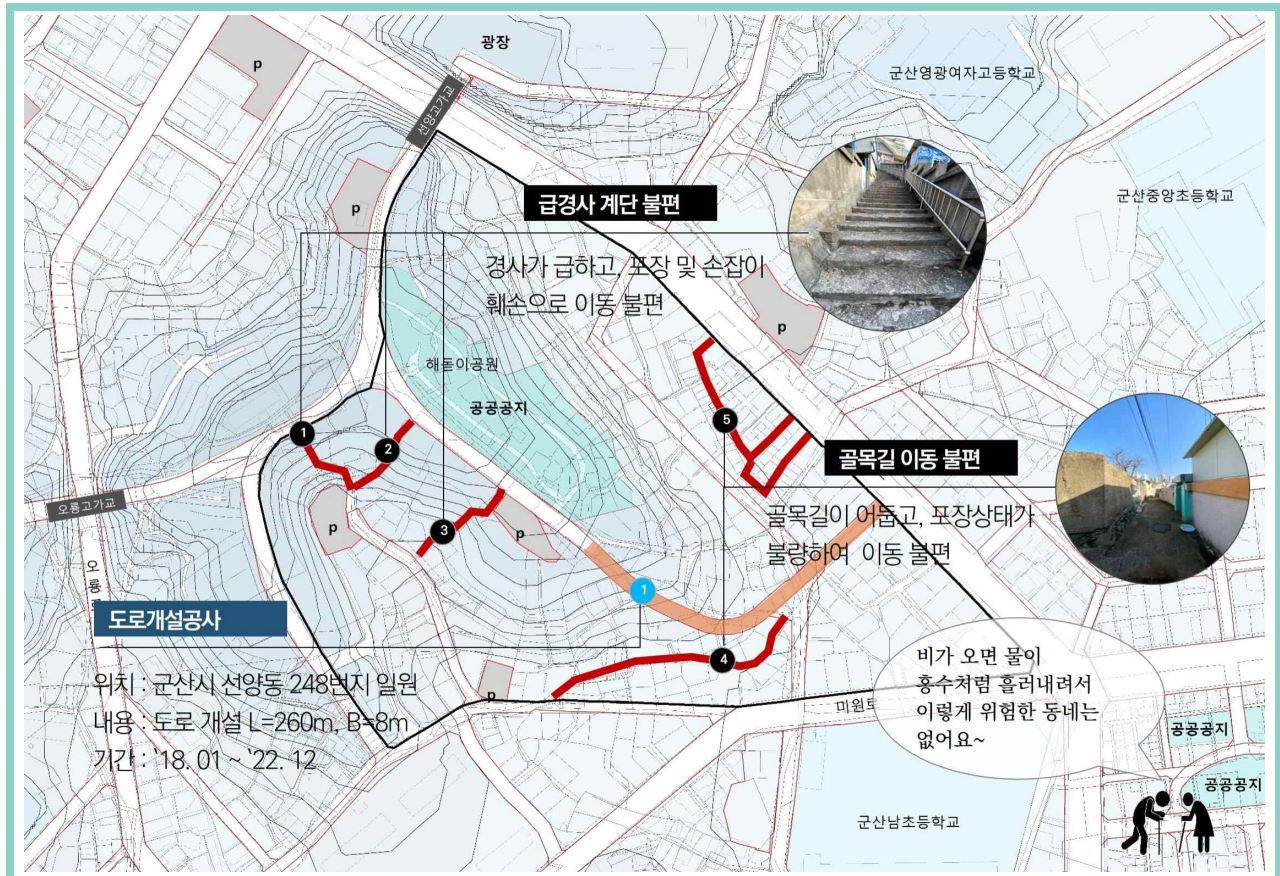 광장
P
군산영광여자고등학교
선양고가교
군산중앙초등학교
P
급경사 계단 불편
경사가 급하고, 포장 및 손잡이
훼손으로 이동 불편
P
해돋이공원
공공공지
1
2
3
5
골목길 이동 불편
골목길이 어둡고, 포장상태가
불량하여 이동 불편
오룡고가교
P
P
오룡
1
도로개설공사
위치 : 군산시 선양동 248번지 일원
내용 : 도로 개설 L=260m, B=8m
기간 : `18. 01 ~ `22. 12
4
P
미원로
비가 오면 물이
홍수처럼 흘러내려서
이렇게 위험한 동네는
없어요~
공공공지
공공공지
군산남초등학교